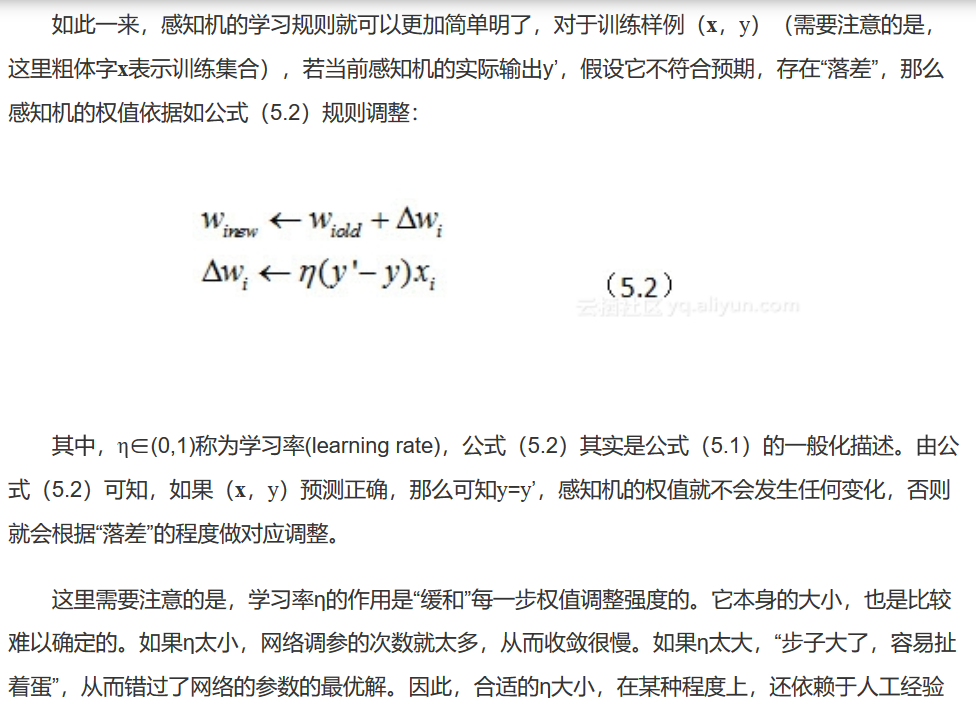 如此一来，感知机的学习规则就可以更加简单明了，对于训练样例（x，y）（需要注意的是，
这里粗体字x表示训练集合），若当前感知机的实际输出y’，假设它不符合预期，存在“落差”，那么
感知机的权值依据如公式（5.2）规则调整：
w_inew ← w_iold + Δw_i
Δw_i ← η(y'− y)x_i
（5.2）
云栖社区 yq.aliyun.com
其中，η∈(0,1)称为学习率(learning rate)，公式（5.2）其实是公式（5.1）的一般化描述。由公
式（5.2）可知，如果（x，y）预测正确，那么可知y=y’，感知机的权值就不会发生任何变化，否则
就会根据“落差”的程度做对应调整。
这里需要注意的是，学习率η的作用是“缓和”每一步权值调整强度的。它本身的大小，也是比较
难以确定的。如果η太小，网络调参的次数就太多，从而收敛很慢。如果η太大，“步子大了，容易扯
着蛋”，从而错过了网络的参数的最优解。因此，合适的η大小，在某种程度上，还依赖于人工经验